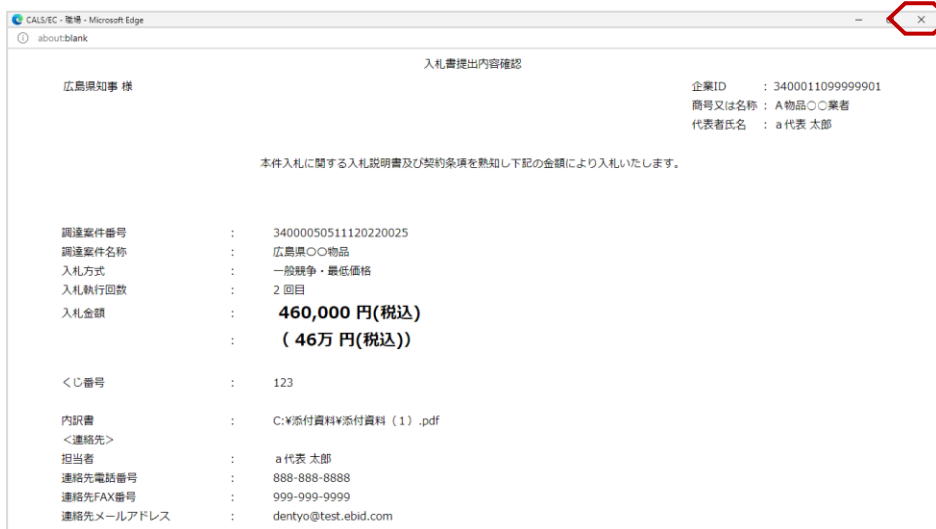 CALS/EC - 職場 - Microsoft Edge
about:blank
入札書提出内容確認
広島県知事 様
企業ID : 3400011099999901
商号又は名称 : A物品○○業者
代表者氏名 : a代表 太郎
本件入札に関する入札説明書及び契約条項を熟知し下記の金額により入札いたします。
調達案件番号 : 34000050511120220025
調達案件名称 : 広島県○○物品
入札方式 : 一般競争・最低価格
入札執行回数 : 2 回目
入札金額 : 460,000 円(税込)
: ( 46万 円(税込))
くじ番号 : 123
内訳書 : C:¥添付資料¥添付資料（1）.pdf
<連絡先>
担当者 : a代表 太郎
連絡先電話番号 : 888-888-8888
連絡先FAX番号 : 999-999-9999
連絡先メールアドレス : dentyo@test.ebid.com